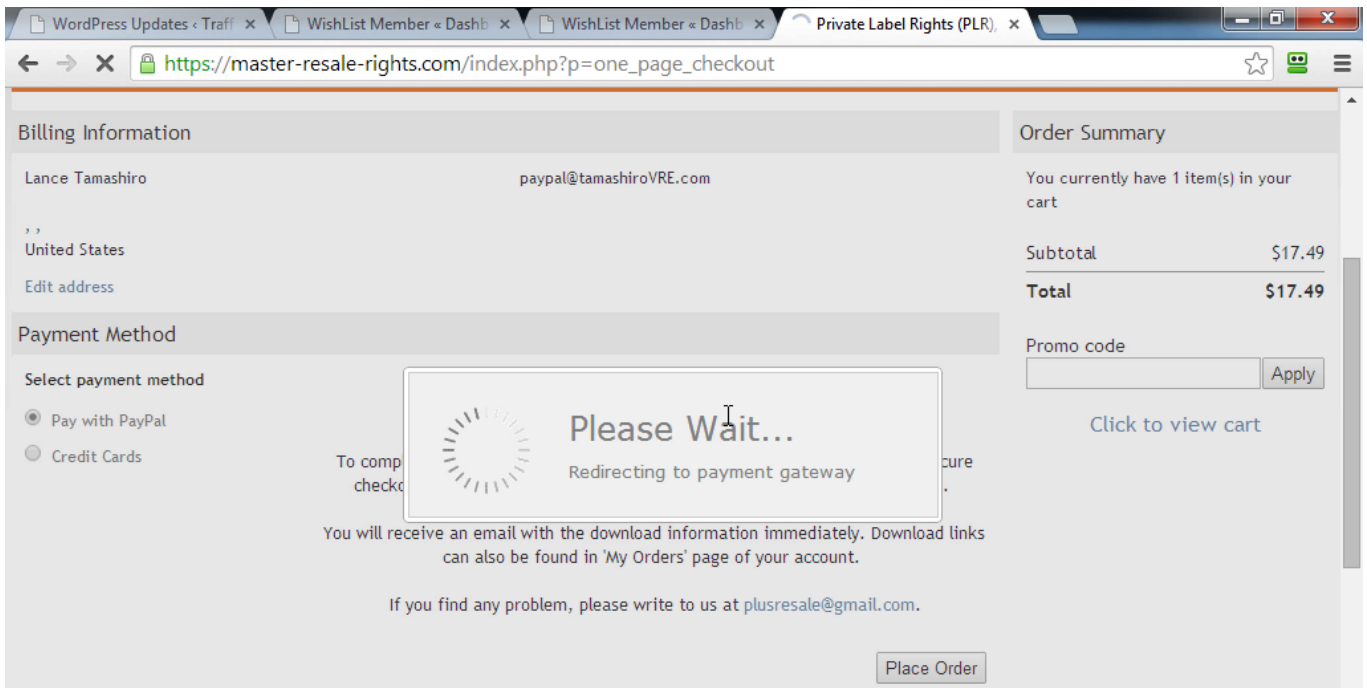 WordPress Updates ‹ Traff
WishList Member « Dashb
WishList Member « Dashb
Private Label Rights (PLR),
https://master-resale-rights.com/index.php?p=one_page_checkout
Billing Information
Lance Tamashiro
paypal@tamashiroVRE.com
, ,
United States
Edit address
Payment Method
Select payment method
Pay with PayPal
Credit Cards
To comp
cure
checko
.
Please Wait...
Redirecting to payment gateway
You will receive an email with the download information immediately. Download links
can also be found in 'My Orders' page of your account.
If you find any problem, please write to us at plusresale@gmail.com.
Place Order
Order Summary
You currently have 1 item(s) in your
cart
Subtotal $17.49
Total $17.49
Promo code
Apply
Click to view cart